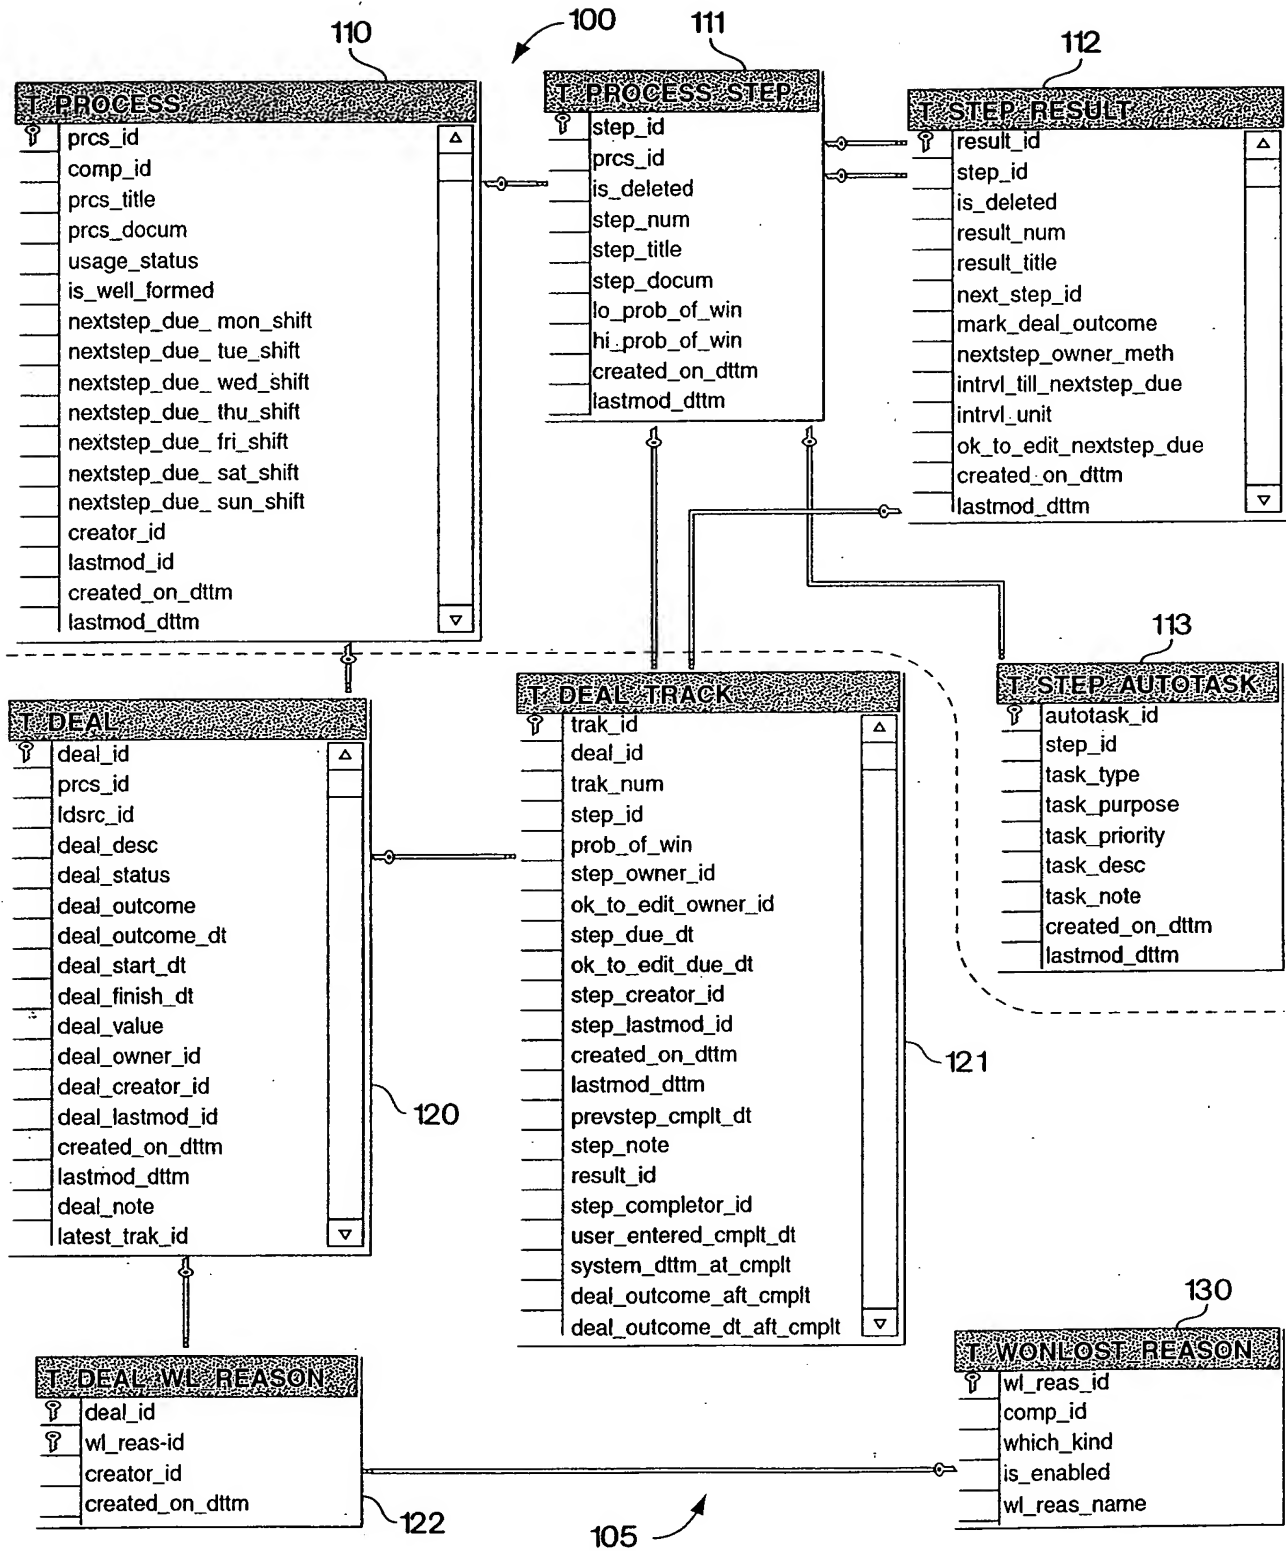 100
110
111
112
T_PROCESS
prcs_id
comp_id
prcs_title
prcs_docum
usage_status
is_well_formed
nextstep_due_ mon_shift
nextstep_due_ tue_shift
nextstep_due_ wed_shift
nextstep_due_ thu_shift
nextstep_due_ fri_shift
nextstep_due_ sat_shift
nextstep_due_ sun_shift
creator_id
lastmod_id
created_on_dttm
lastmod_dttm
T_PROCESS_STEP
step_id
prcs_id
is_deleted
step_num
step_title
step_docum
lo_prob_of_win
hi_prob_of_win
created_on_dttm
lastmod_dttm
T_STEP_RESULT
result_id
step_id
is_deleted
result_num
result_title
next_step_id
mark_deal_outcome
nextstep_owner_meth
intrvl_till_nextstep_due
intrvl_unit
ok_to_edit_nextstep_due
created_on_dttm
lastmod_dttm
113
T_STEP_AUTOTASK
autotask_id
step_id
task_type
task_purpose
task_priority
task_desc
task_note
created_on_dttm
lastmod_dttm
T_DEAL
deal_id
prcs_id
ldsrc_id
deal_desc
deal_status
deal_outcome
deal_outcome_dt
deal_start_dt
deal_finish_dt
deal_value
deal_owner_id
deal_creator_id
deal_lastmod_id
created_on_dttm
lastmod_dttm
deal_note
latest_trak_id
120
T_DEAL_TRACK
trak_id
deal_id
trak_num
step_id
prob_of_win
step_owner_id
ok_to_edit_owner_id
step_due_dt
ok_to_edit_due_dt
step_creator_id
step_lastmod_id
created_on_dttm
lastmod_dttm
prevstep_cmplt_dt
step_note
result_id
step_completor_id
user_entered_cmplt_dt
system_dttm_at_cmplt
deal_outcome_aft_cmplt
deal_outcome_dt_aft_cmplt
121
T_DEAL_WL_REASON
deal_id
wl_reas-id
creator_id
created_on_dttm
122
130
T_WONLOST_REASON
wl_reas_id
comp_id
which_kind
is_enabled
wl_reas_name
105